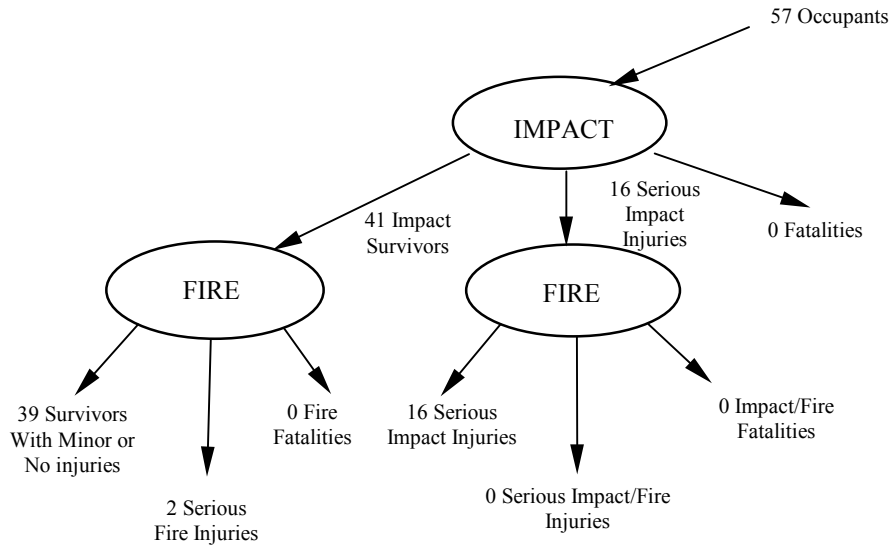 57 Occupants
IMPACT
41 Impact
Survivors
16 Serious
Impact
Injuries
0 Fatalities
FIRE
FIRE
39 Survivors
With Minor or
No injuries
0 Fire
Fatalities
16 Serious
Impact Injuries
0 Impact/Fire
Fatalities
2 Serious
Fire Injuries
0 Serious Impact/Fire
Injuries